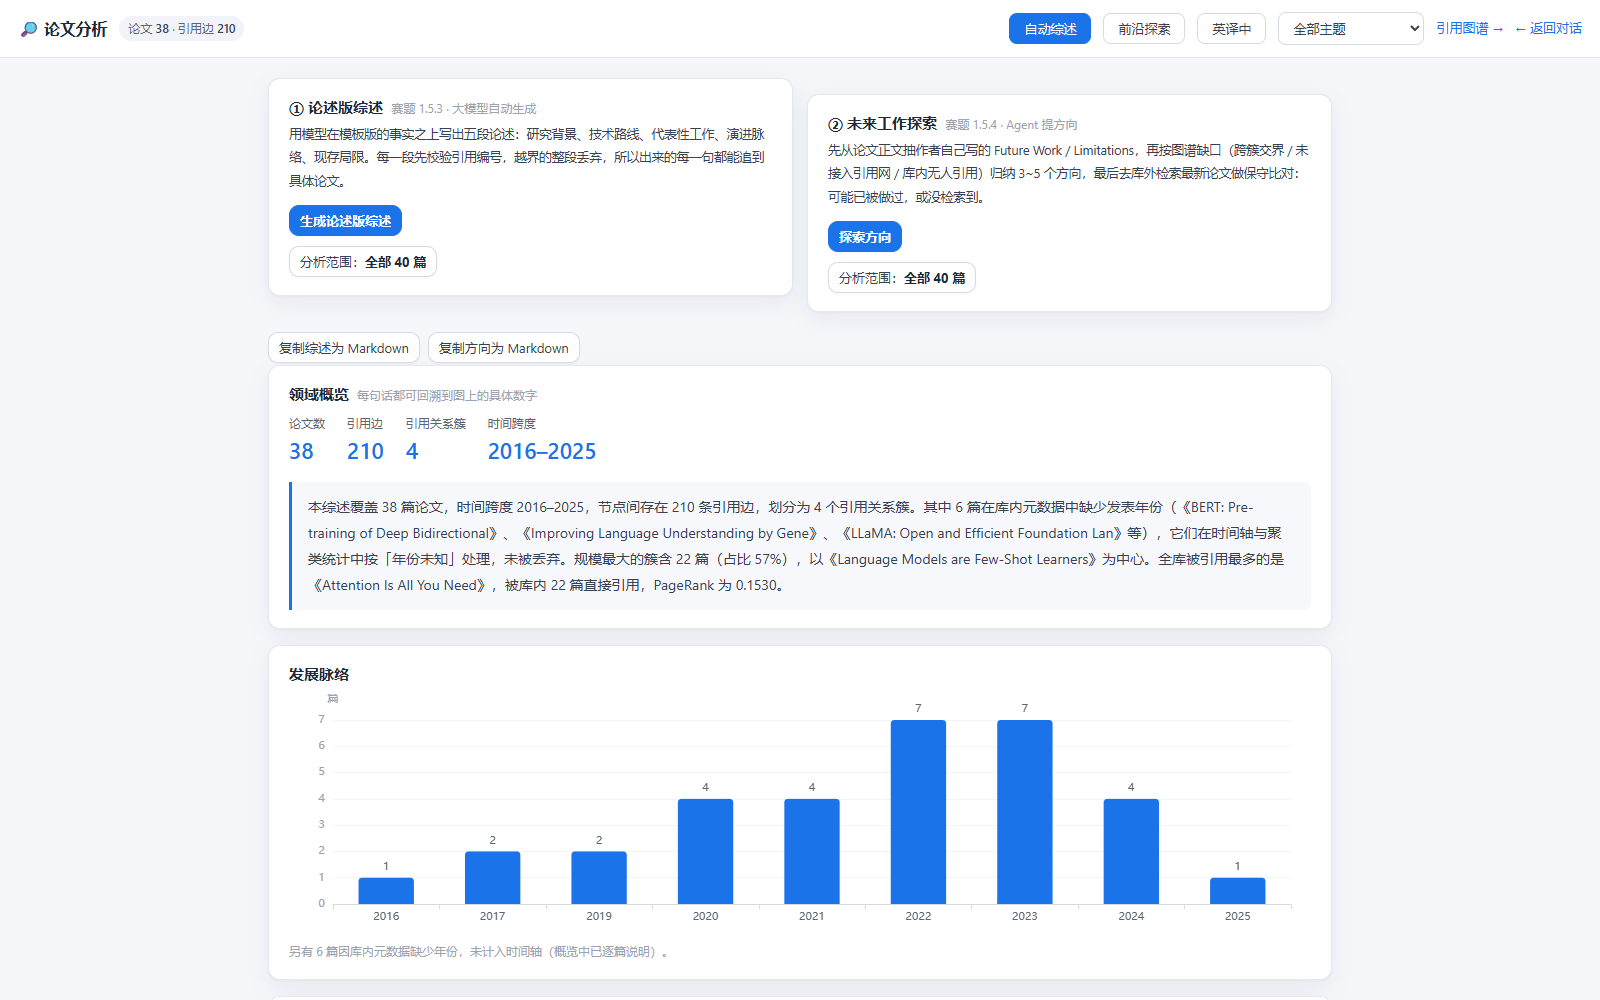 论文分析
论文 38 · 引用边 210
自动综述
前沿探索
英译中
全部主题
引用图谱 →
← 返回对话
① 论述版综述 赛题 1.5.3 · 大模型自动生成
用模型在模板版的事实之上写出五段论述：研究背景、技术路线、代表性工作、演进脉
络、现存局限。每一段先校验引用编号，越界的整段丢弃，所以出来的每一句都能追到
具体论文。
生成论述版综述
分析范围：全部 40 篇
② 未来工作探索 赛题 1.5.4 · Agent 提方向
先从论文正文抽作者自己写的 Future Work / Limitations，再按图谱缺口（跨簇交界 / 未
接入引用网 / 库内无人引用）归纳 3~5 个方向，最后去库外检索最新论文做保守比对：
可能已被做过，或没检索到。
探索方向
分析范围：全部 40 篇
复制综述为 Markdown
复制方向为 Markdown
领域概览 每句话都可回溯到图上的具体数字
论文数 引用边 引用关系簇 时间跨度
38 210 4 2016–2025
本综述覆盖 38 篇论文，时间跨度 2016–2025，节点间存在 210 条引用边，划分为 4 个引用关系簇。其中 6 篇在库内元数据中缺少发表年份（《BERT: Pre-
training of Deep Bidirectional》、《Improving Language Understanding by Gene》、《LLaMA: Open and Efficient Foundation Lan》等），它们在时间轴与聚
类统计中按「年份未知」处理，未被丢弃。规模最大的簇含 22 篇（占比 57%），以《Language Models are Few-Shot Learners》为中心。全库被引用最多的是
《Attention Is All You Need》，被库内 22 篇直接引用，PageRank 为 0.1530。
发展脉络
篇
7
6
5
4
3
2
1
0
1
2
2
4
4
7
7
4
1
2016 2017 2019 2020 2021 2022 2023 2024 2025
另有 6 篇因库内元数据缺少年份，未计入时间轴（概览中已逐篇说明）。